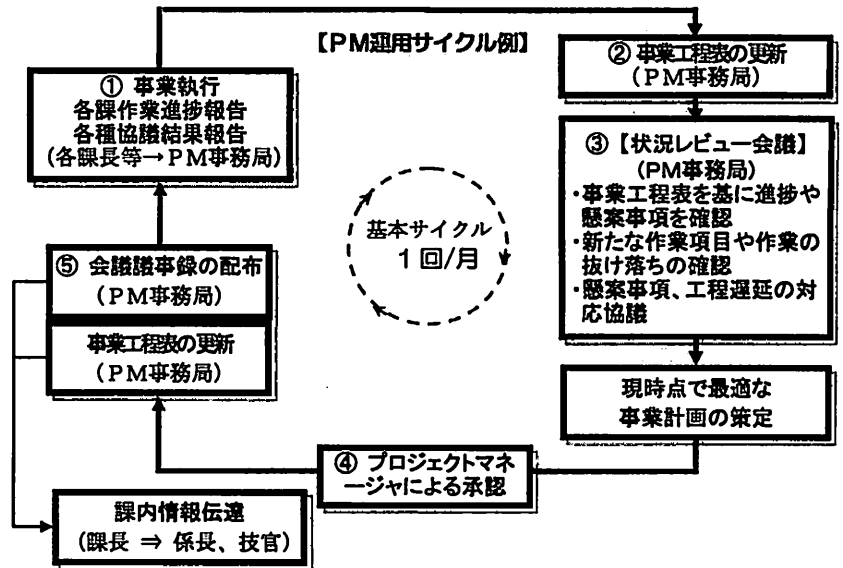 【PM運用サイクル例】
① 事業執行
各課作業進捗報告
各種協議結果報告
(各課長等→PM事務局)
② 事業工程表の更新
(PM事務局)
③【状況レビュー会議】
(PM事務局)
・事業工程表を基に進捗や
懸案事項を確認
・新たな作業項目や作業の
抜け落ちの確認
・懸案事項、工程遅延の対
応協議
現時点で最適な
事業計画の策定
④ プロジェクトマネ
ージャによる承認
⑤ 会議議事録の配布
(PM事務局)
事業工程表の更新
(PM事務局)
課内情報伝達
(課長 ⇒ 係長、技官)
基本サイクル
1回/月